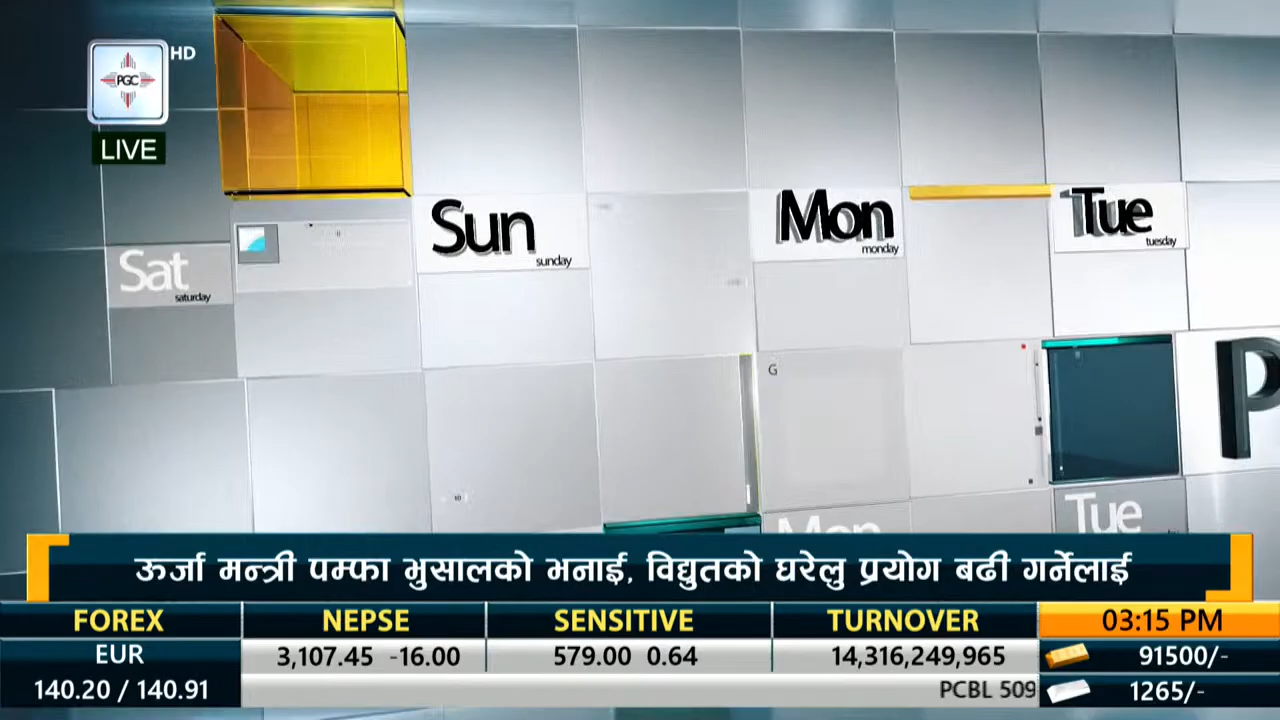 PGC
HD
LIVE
Sun
sunday
Mon
monday
Tue
tuesday
Sat
saturday
G
P
Mon
Tue
ऊर्जा मन्त्री पम्फा भुसालको भनाई, विद्युतको घरेलु प्रयोग बढी गर्नेलाई
FOREX NEPSE SENSITIVE TURNOVER 03:15 PM
EUR 3,107.45 -16.00 579.00 0.64 14,316,249,965 91500/-
140.20 / 140.91 PCBL 509 1265/-